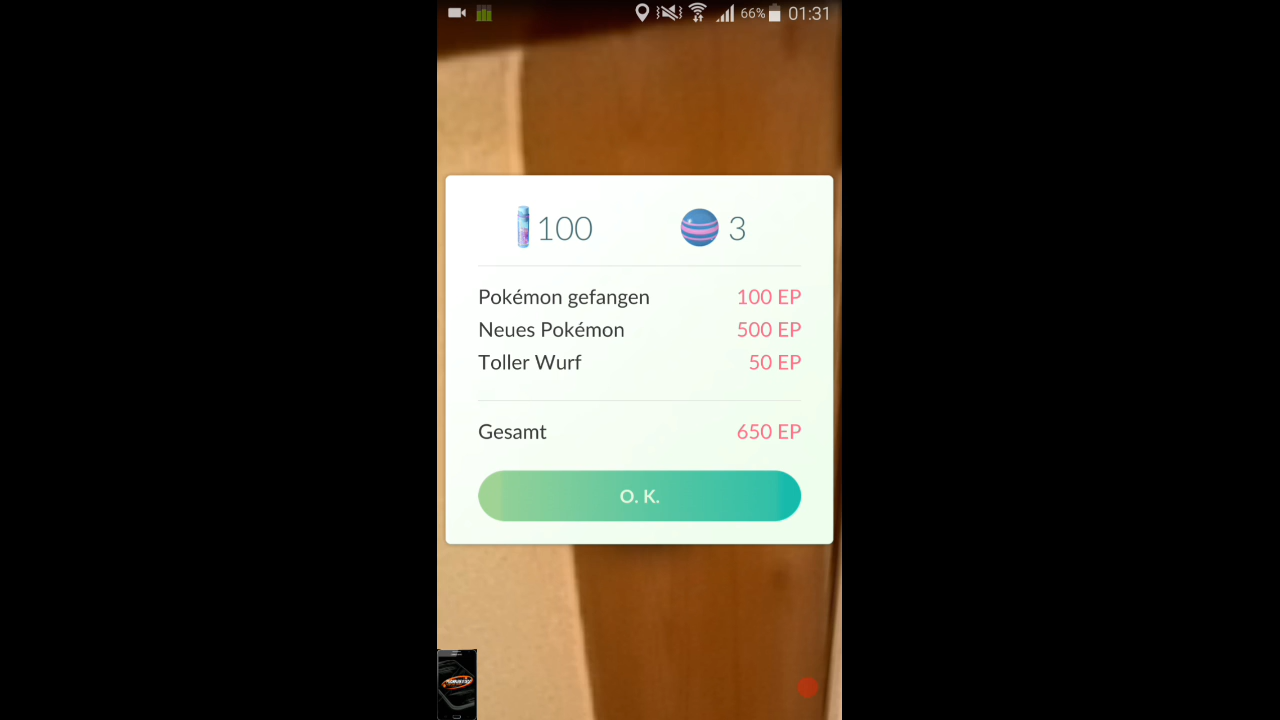 66% 01:31
100 3
Pokémon gefangen 100 EP
Neues Pokémon 500 EP
Toller Wurf 50 EP
Gesamt 650 EP
O. K.